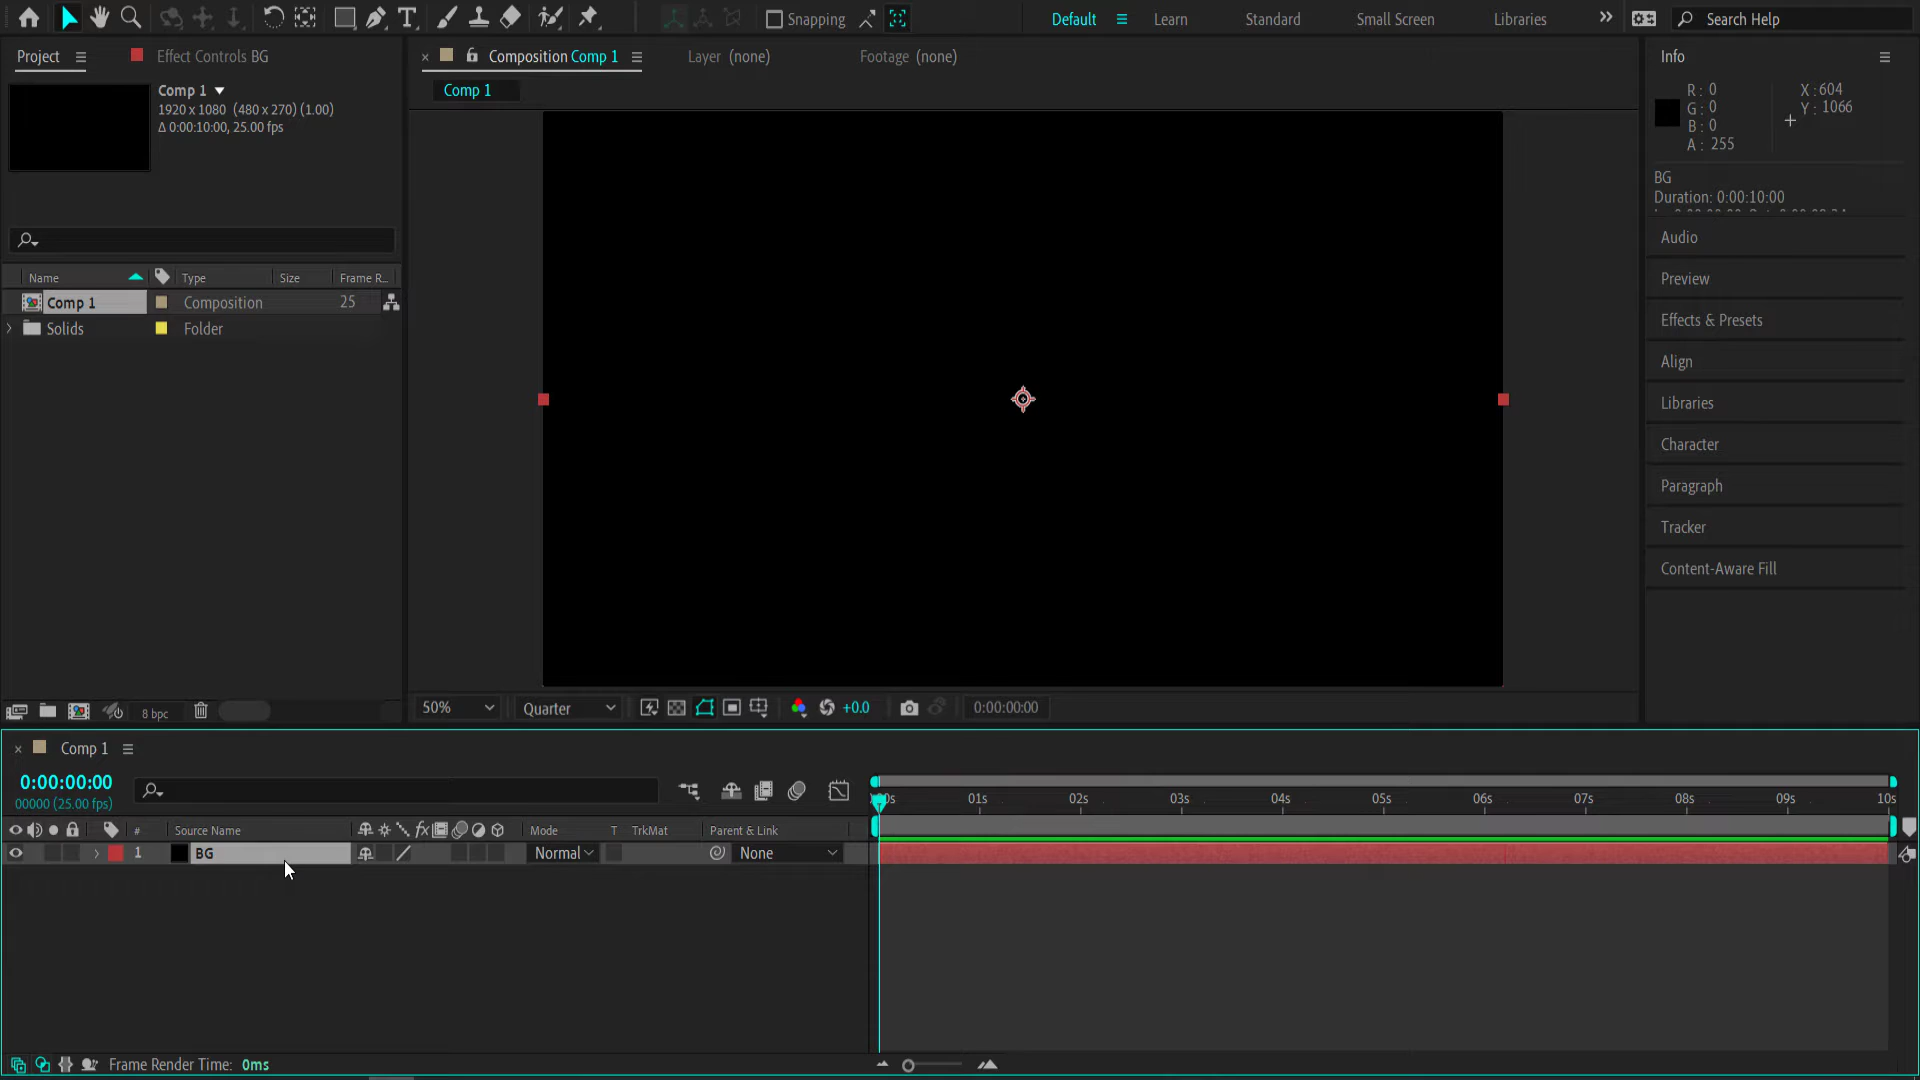 Snapping
Default
Learn
Standard
Small Screen
Libraries
Search Help
Project
Effect Controls BG
Composition Comp 1
Layer (none)
Footage (none)
Info
Comp 1
1920 x 1080 (480 x 270) (1.00)
Δ 0:00:10:00, 25.00 fps
Comp 1
R: 0
G: 0
B: 0
A: 255
X: 604
Y: 1066
BG
Duration: 0:00:10:00
Audio
Preview
Effects & Presets
Align
Libraries
Character
Paragraph
Tracker
Content-Aware Fill
Name Type Size Frame R...
Comp 1 Composition 25
Solids Folder
8 bpc
50% Quarter +0.0 0:00:00:00
Comp 1
0:00:00:00
00000 (25.00 fps)
01s 02s 03s 04s 05s 06s 07s 08s 09s 10s
# Source Name fx Mode T TrkMat Parent & Link
1 BG Normal None
Frame Render Time: 0ms